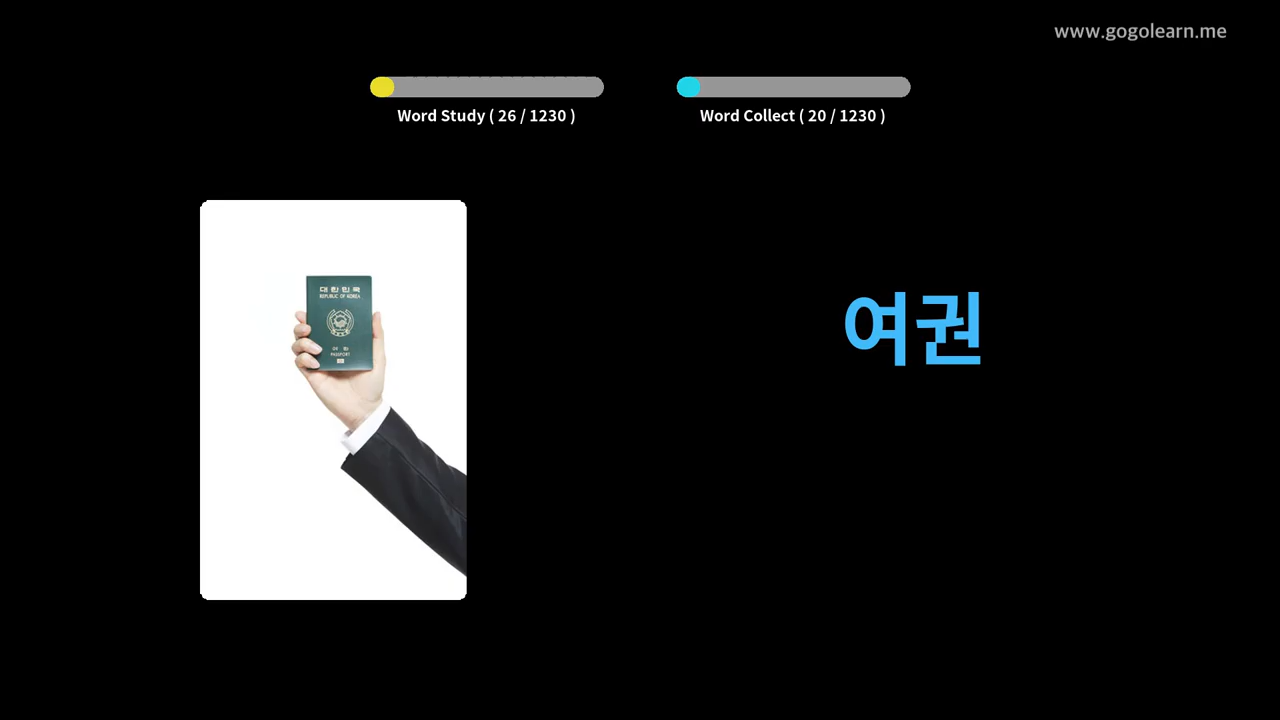 www.gogolearn.me
Word Study ( 26 / 1230 )
Word Collect ( 20 / 1230 )
대한민국
REPUBLIC OF KOREA
여권
PASSPORT
여권